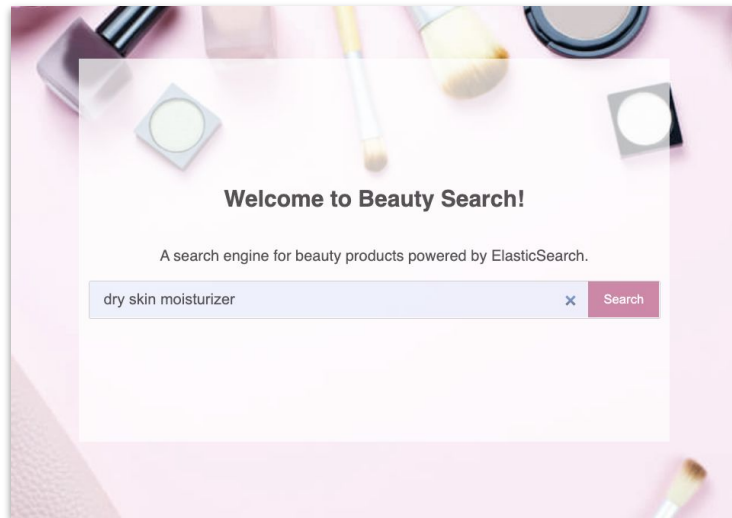 Welcome to Beauty Search!
A search engine for beauty products powered by ElasticSearch.
dry skin moisturizer × Search